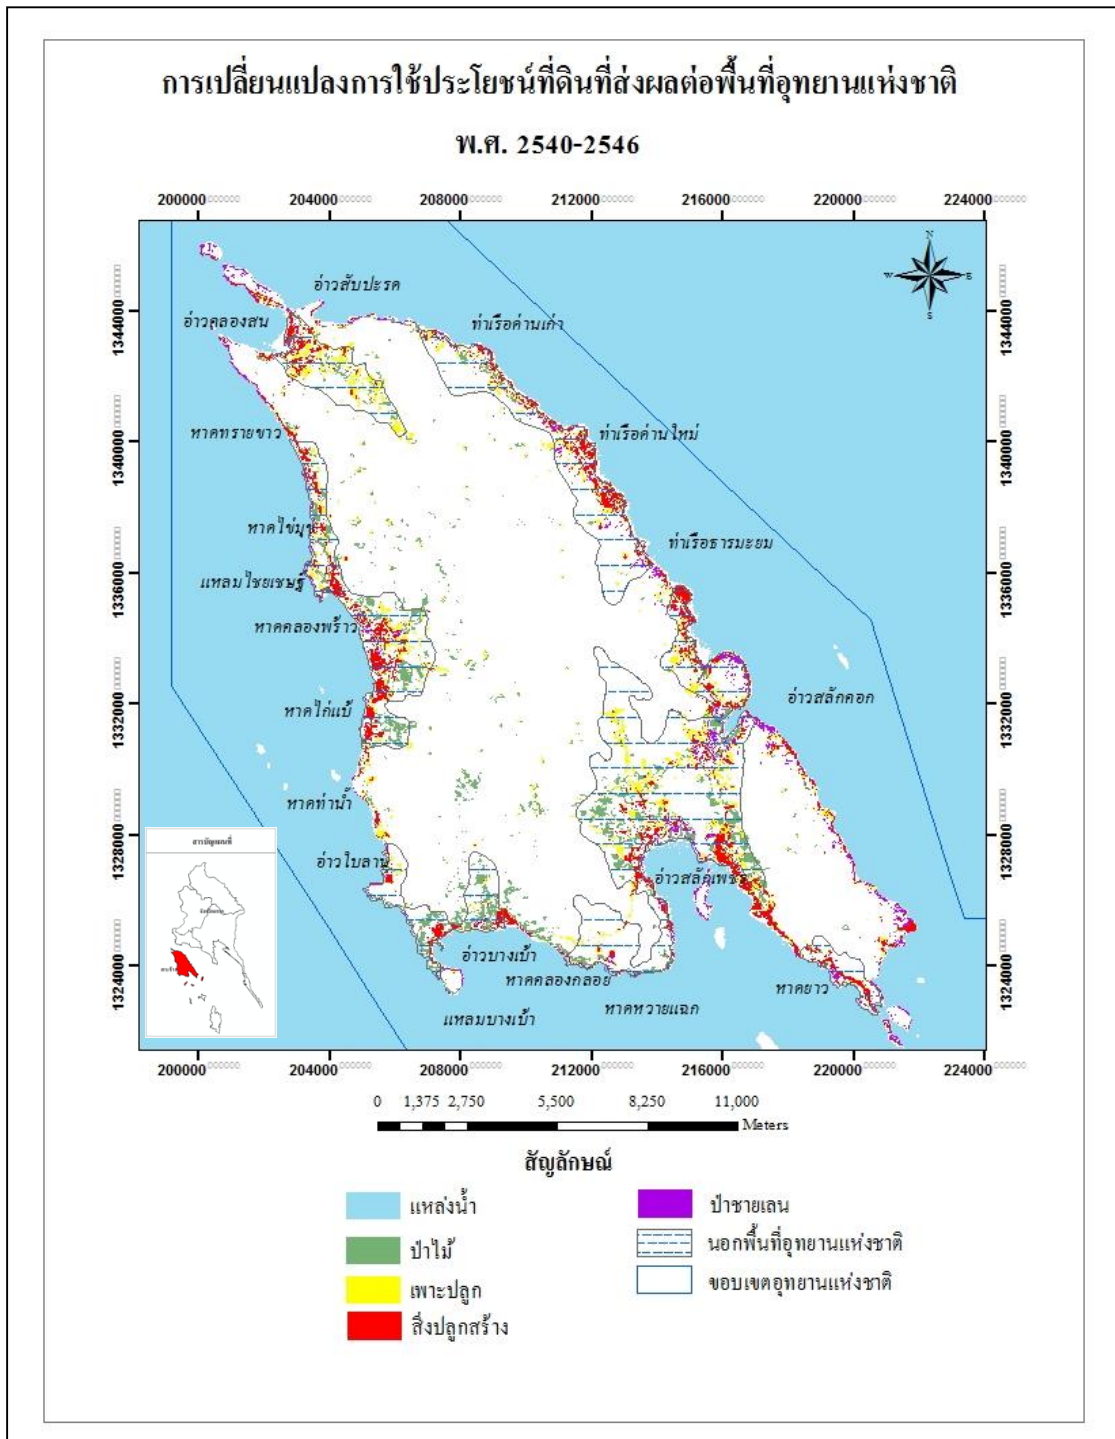 การเปลี่ยนแปลงการใช้ประโยชน์ที่ดินที่ส่งผลต่อพื้นที่อุทยานแห่งชาติ
พ.ศ. 2540-2546
200000 204000 208000 212000 216000 220000 224000
N
W E
S
1344000 1344000
อ่าวสับปะรด
อ่าวคลองสน
ท่าเรือด่านเก่า
หาดทรายขาว
ท่าเรือด่านใหม่
1340000 1340000
หาดไข่มุข
ท่าเรือธารมะยม
แหลมไชยเชษฐ์
1336000 1336000
หาดคลองพร้าว
อ่าวสลักคอก
หาดไก่แบ้
1332000 1332000
หาดท่าน้ำ
สารบัญแผนที่
อ่าวใบลาน
1328000 1328000
อ่าวสลักเพชร
อ่าวบางเบ้า
หาดคลองกลอย
หาดยาว
1324000 1324000
หาดหวายแฉก
แหลมบางเบ้า
200000 204000 208000 212000 216000 220000 224000
0 1,375 2,750 5,500 8,250 11,000
Meters
สัญลักษณ์
แหล่งน้ำ
ป่าไม้
เพาะปลูก
สิ่งปลูกสร้าง
ป่าชายเลน
นอกพื้นที่อุทยานแห่งชาติ
ขอบเขตอุทยานแห่งชาติ